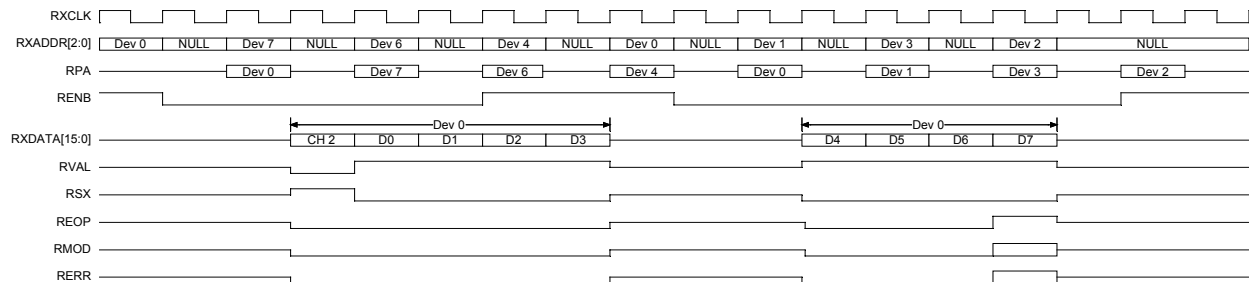 RXCLK
RXADDR[2:0] Dev 0 NULL Dev 7 NULL Dev 6 NULL Dev 4 NULL Dev 0 NULL Dev 1 NULL Dev 3 NULL Dev 2 NULL
RPA Dev 0 Dev 7 Dev 6 Dev 4 Dev 0 Dev 1 Dev 3 Dev 2
RENB
Dev 0 Dev 0
RXDATA[15:0] CH 2 D0 D1 D2 D3 D4 D5 D6 D7
RVAL
RSX
REOP
RMOD
RERR